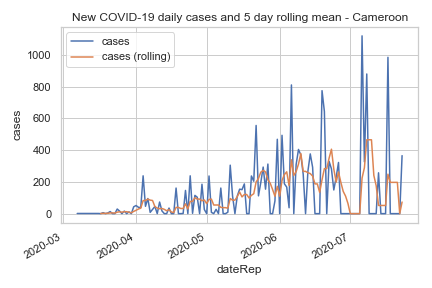 New COVID-19 daily cases and 5 day rolling mean - Cameroon
cases
cases (rolling)
1000
800
600
400
200
0
cases
2020-03
2020-04
2020-05
2020-06
2020-07
dateRep